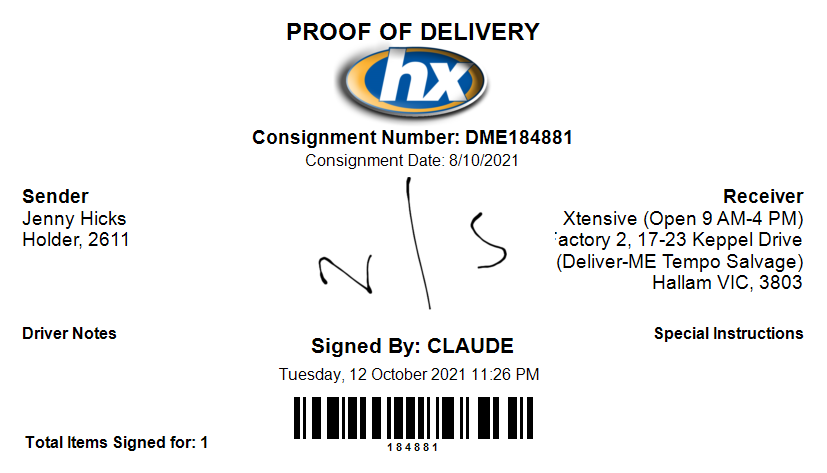 PROOF OF DELIVERY
hx
Consignment Number: DME184881
Consignment Date: 8/10/2021
Sender
Jenny Hicks
Holder, 2611
Receiver
Xtensive (Open 9 AM-4 PM)
actory 2, 17-23 Keppel Drive
(Deliver-ME Tempo Salvage)
Hallam VIC, 3803
N/S
Driver Notes
Special Instructions
Signed By: CLAUDE
Tuesday, 12 October 2021 11:26 PM
184881
Total Items Signed for: 1